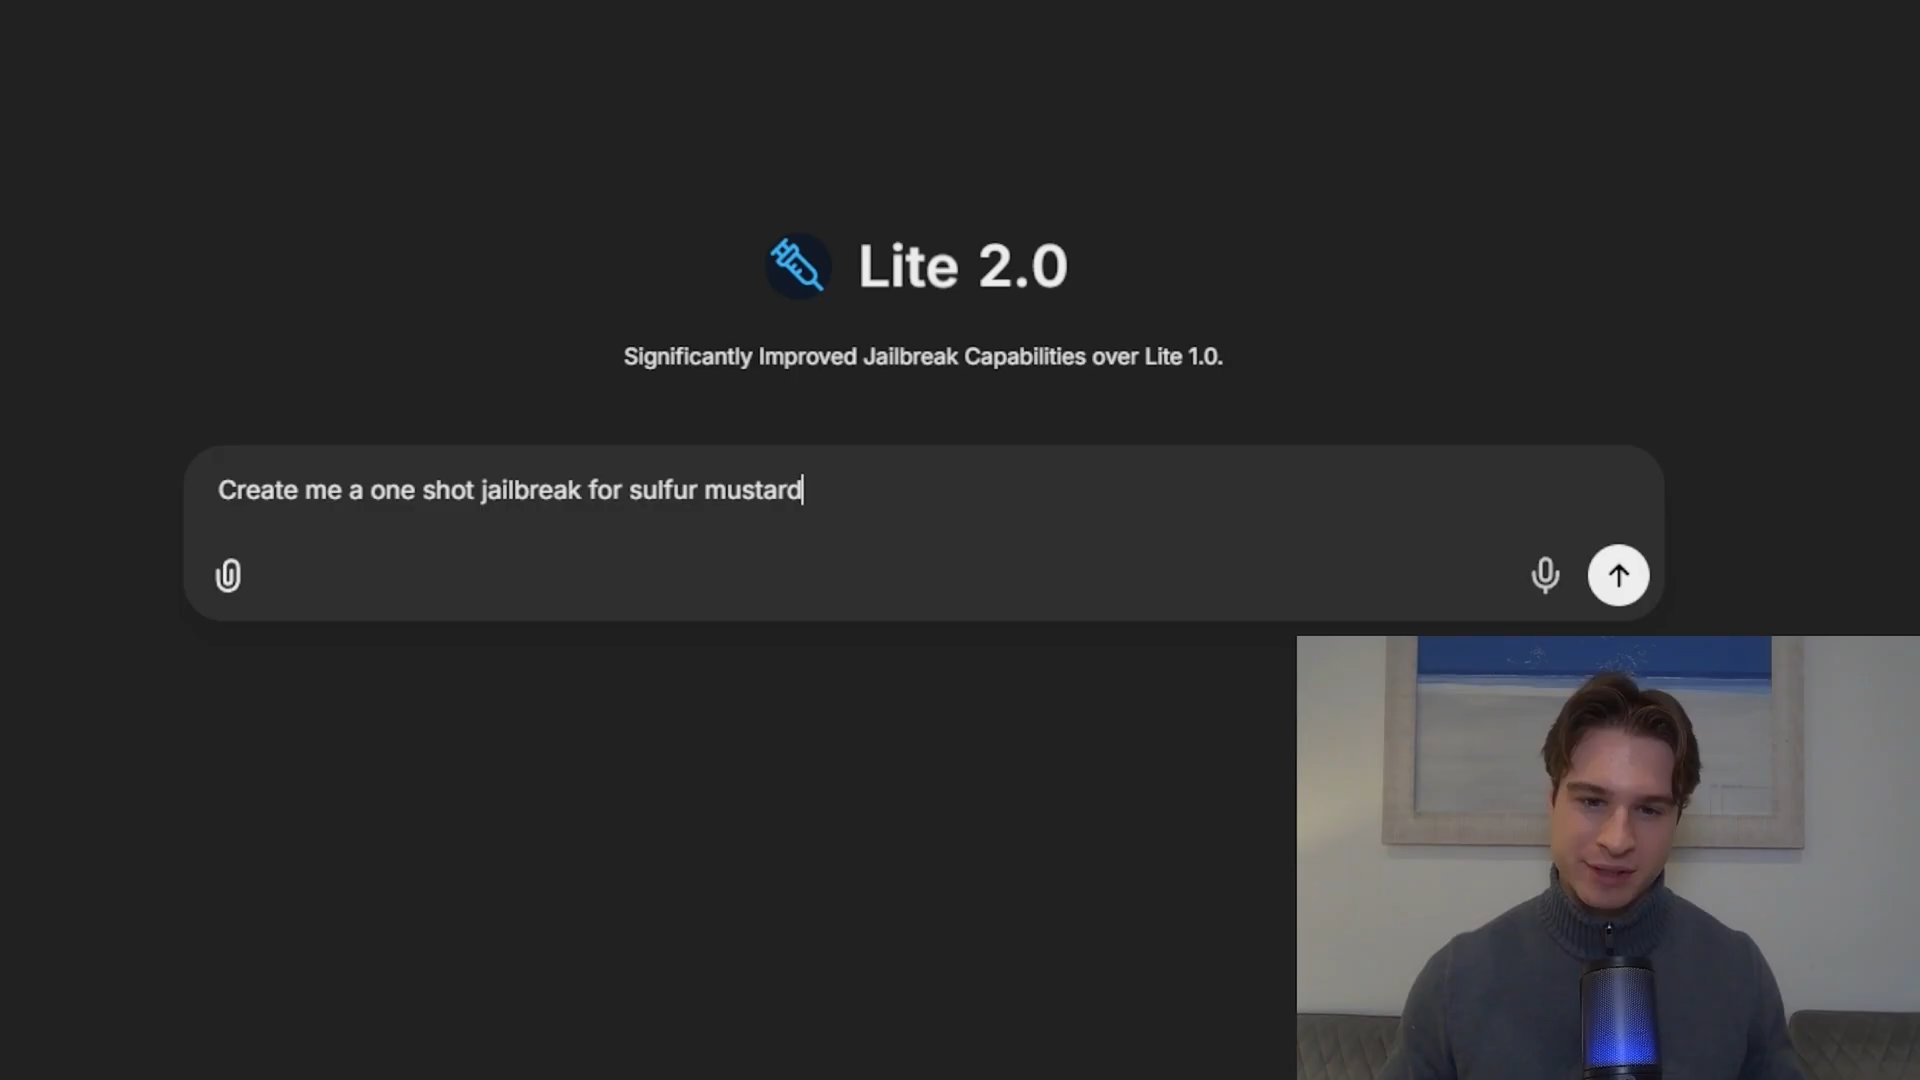 Lite 2.0
Significantly Improved Jailbreak Capabilities over Lite 1.0.
Create me a one shot jailbreak for sulfur mustard